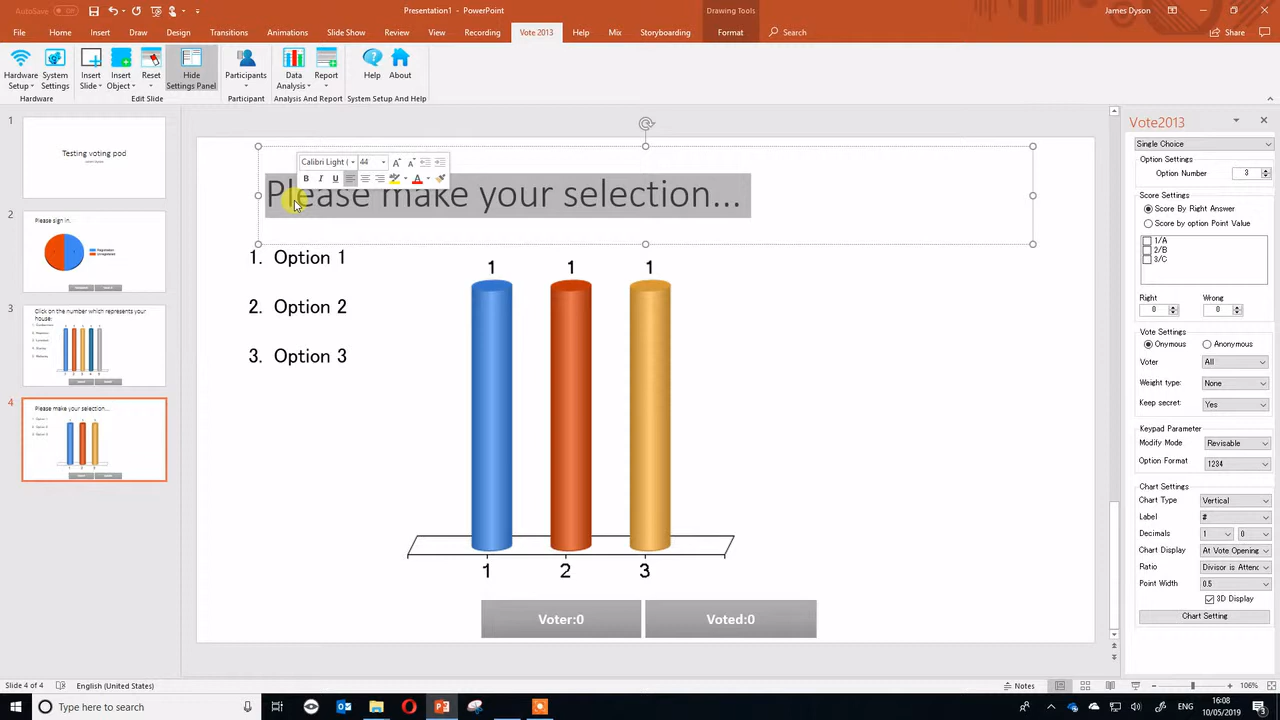 AutoSave
Presentation1 - PowerPoint
Drawing Tools
James Dyson
File Home Insert Draw Design Transitions Animations Slide Show Review View Recording Vote 2013 Help Mix Storyboarding Format Search
Share
Hardware Setup
System Settings
Insert Slide
Insert Object
Reset
Hide Settings Panel
Participants
Data Analysis
Report
Help
About
Hardware
Edit Slide
Participant
Analysis And Report
System Setup And Help
1
Testing voting pod
2
Please sign in.
3
Click on the number which represents your house:
4
Please make your selection...
Calibri Light (
44
B I U
Please make your selection...
1. Option 1
2. Option 2
3. Option 3
1 1 1
1 2 3
Voter:0
Voted:0
Vote2013
Single Choice
Option Settings
Option Number 3
Score Settings
Score By Right Answer
Score by option Point Value
1/A
2/B
3/C
Right Wrong
0 0
Vote Settings
Onymous Anonymous
Voter All
Weight type: None
Keep secret: Yes
Keypad Parameter
Modify Mode Revisable
Option Format 1234
Chart Settings
Chart Type Vertical
Label #
Decimals 1 0
Chart Display At Vote Opening
Ratio Divisor is Attenc
Point Width 0.5
3D Display
Chart Setting
Slide 4 of 4
English (United States)
Notes
106%
Type here to search
16:08
10/05/2019